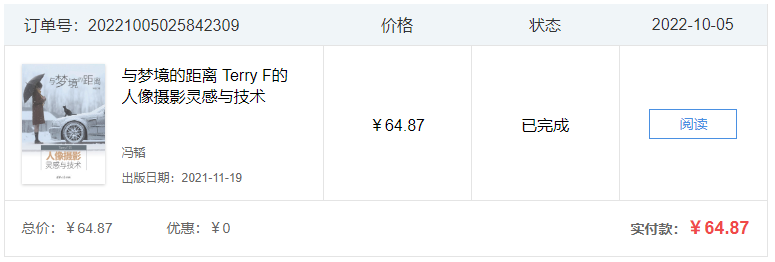 订单号：20221005025842309 价格 状态 2022-10-05
与梦境的距离
人像摄影
灵感与技术
与梦境的距离 Terry F的
人像摄影灵感与技术
冯韬
出版日期：2021-11-19
￥64.87
已完成
阅读
总价：￥64.87 优惠：￥0 实付款：￥64.87